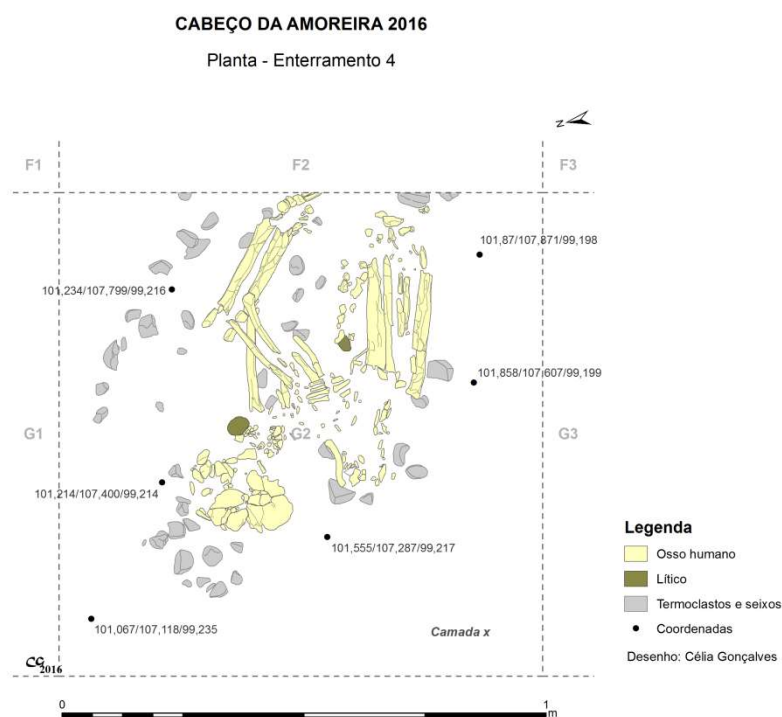 CABEÇO DA AMOREIRA 2016
Planta - Enterramento 4
N
F1
F2
F3
101,87/107,871/99,198
101,234/107,799/99,216
101,858/107,607/99,199
G1
G2
G3
101,214/107,400/99,214
101,555/107,287/99,217
101,067/107,118/99,235
Camada x
CG
2016
Legenda
Osso humano
Lítico
Termoclastos e seixos
Coordenadas
Desenho: Célia Gonçalves
0
1
m